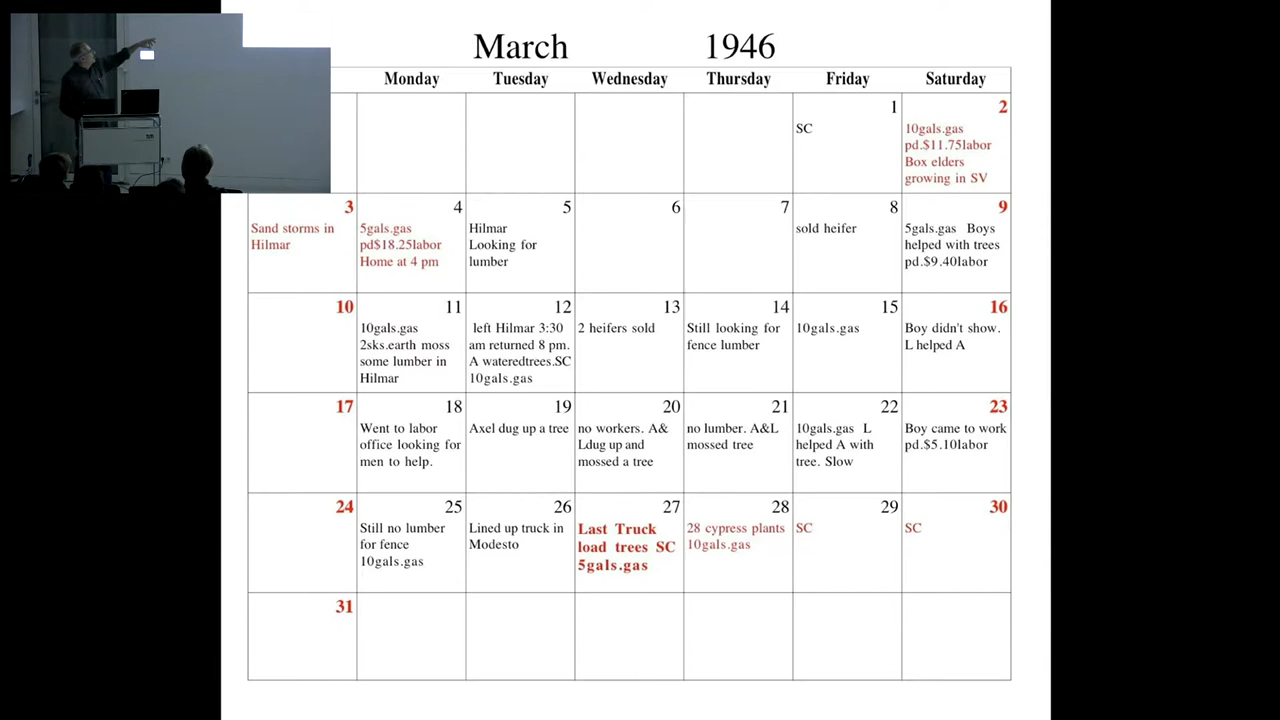 March 1946
Monday Tuesday Wednesday Thursday Friday Saturday
1
SC
2
10gals.gas
pd.$11.75labor
Box elders
growing in SV
3
Sand storms in
Hilmar
4
5gals.gas
pd$18.25labor
Home at 4 pm
5
Hilmar
Looking for
lumber
6
7
8
sold heifer
9
5gals.gas Boys
helped with trees
pd.$9.40labor
10
11
10gals.gas
2sks.earth moss
some lumber in
Hilmar
12
left Hilmar 3:30
am returned 8 pm.
A wateredtrees.SC
10gals.gas
13
2 heifers sold
14
Still looking for
fence lumber
15
10gals.gas
16
Boy didn't show.
L helped A
17
18
Went to labor
office looking for
men to help.
19
Axel dug up a tree
20
no workers. A&
Ldug up and
mossed a tree
21
no lumber. A&L
mossed tree
22
10gals.gas L
helped A with
tree. Slow
23
Boy came to work
pd.$5.10labor
24
25
Still no lumber
for fence
10gals.gas
26
Lined up truck in
Modesto
27
Last Truck
load trees SC
5gals.gas
28
28 cypress plants
10gals.gas
29
SC
30
SC
31